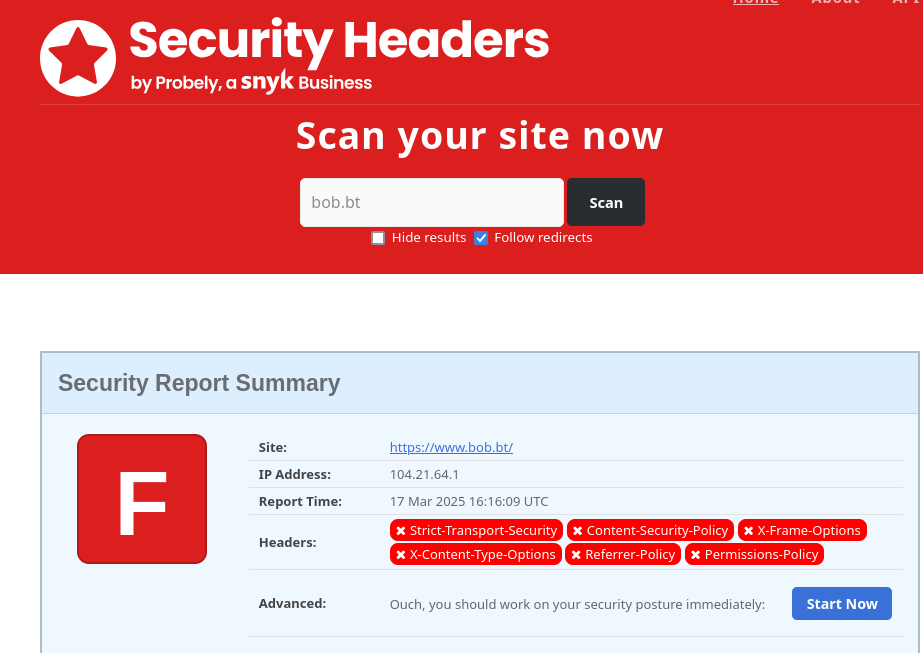 Home About API
Security Headers
by Probely, a snyk Business
Scan your site now
bob.bt Scan
Hide results Follow redirects
Security Report Summary
F
Site: https://www.bob.bt/
IP Address: 104.21.64.1
Report Time: 17 Mar 2025 16:16:09 UTC
Headers:
✖ Strict-Transport-Security ✖ Content-Security-Policy ✖ X-Frame-Options
✖ X-Content-Type-Options ✖ Referrer-Policy ✖ Permissions-Policy
Advanced: Ouch, you should work on your security posture immediately: Start Now